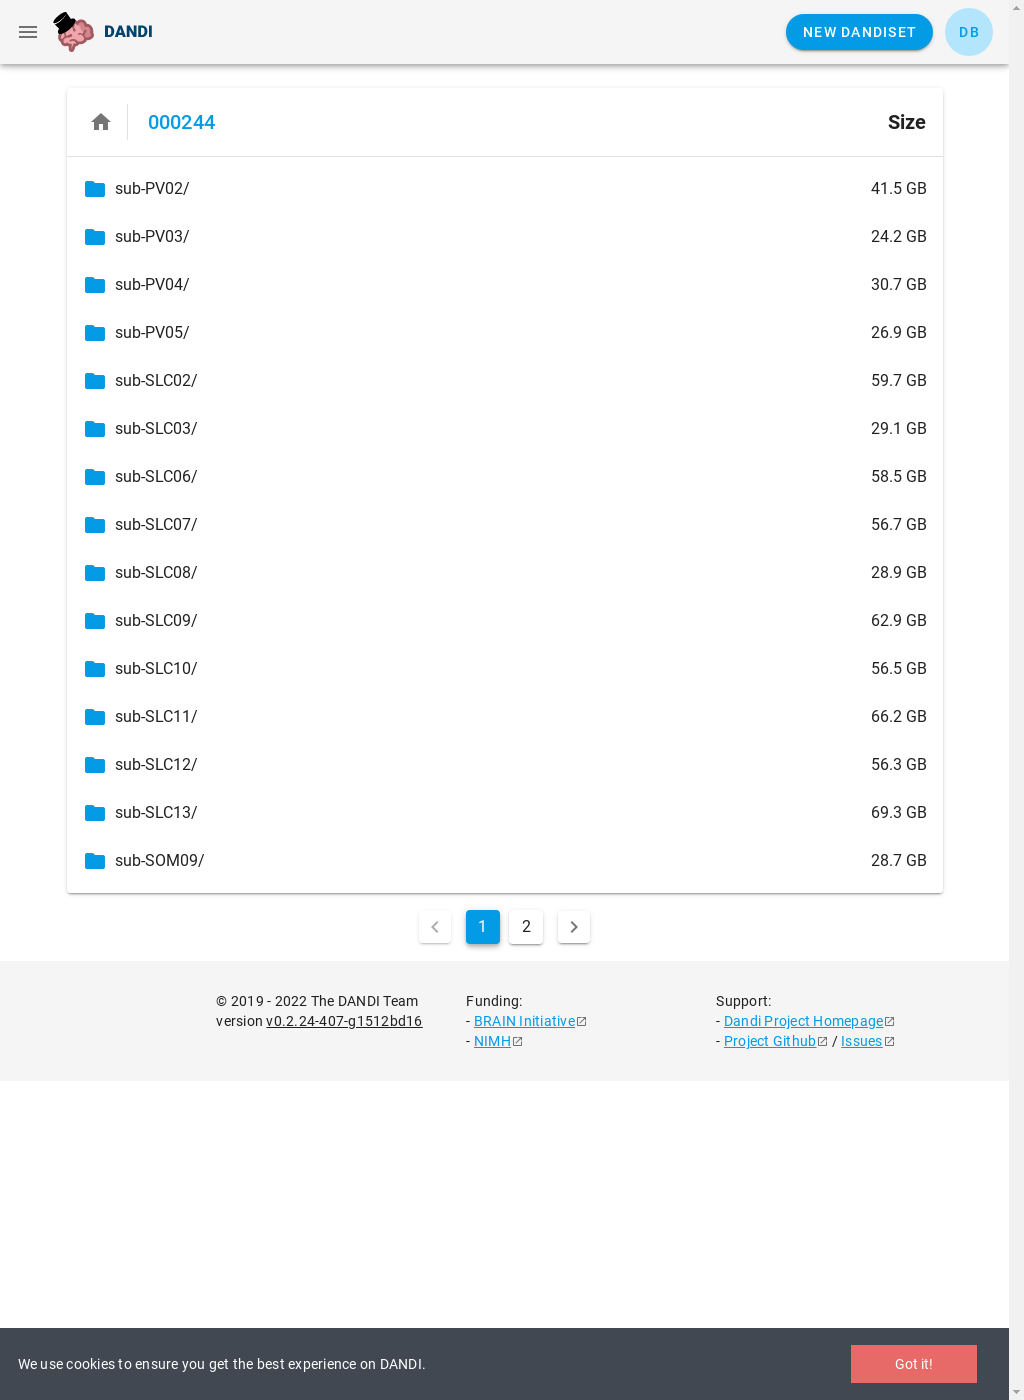 DANDI
NEW DANDISET
DB
000244
Size
sub-PV02/ 41.5 GB
sub-PV03/ 24.2 GB
sub-PV04/ 30.7 GB
sub-PV05/ 26.9 GB
sub-SLC02/ 59.7 GB
sub-SLC03/ 29.1 GB
sub-SLC06/ 58.5 GB
sub-SLC07/ 56.7 GB
sub-SLC08/ 28.9 GB
sub-SLC09/ 62.9 GB
sub-SLC10/ 56.5 GB
sub-SLC11/ 66.2 GB
sub-SLC12/ 56.3 GB
sub-SLC13/ 69.3 GB
sub-SOM09/ 28.7 GB
1 2
© 2019 - 2022 The DANDI Team
version v0.2.24-407-g1512bd16
Funding:
- BRAIN Initiative
- NIMH
Support:
- Dandi Project Homepage
- Project Github / Issues
We use cookies to ensure you get the best experience on DANDI.
Got it!